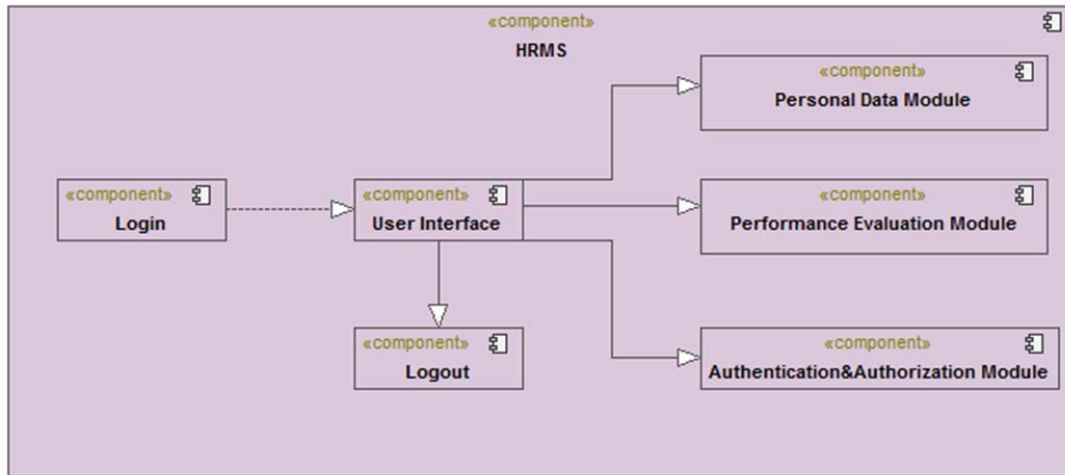 «component»
HRMS
«component»
Personal Data Module
«component»
Login
«component»
User Interface
«component»
Performance Evaluation Module
«component»
Logout
«component»
Authentication&Authorization Module